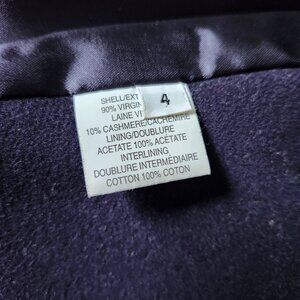 SHELL/EXT
4
90% VIRGIN
LAINE VI
10% CASHMERE/CACHEMIRE
LINING/DOUBLURE
ACETATE 100% ACÉTATE
INTERLINING
DOUBLURE INTERMÉDIAIRE
COTTON 100% COTON